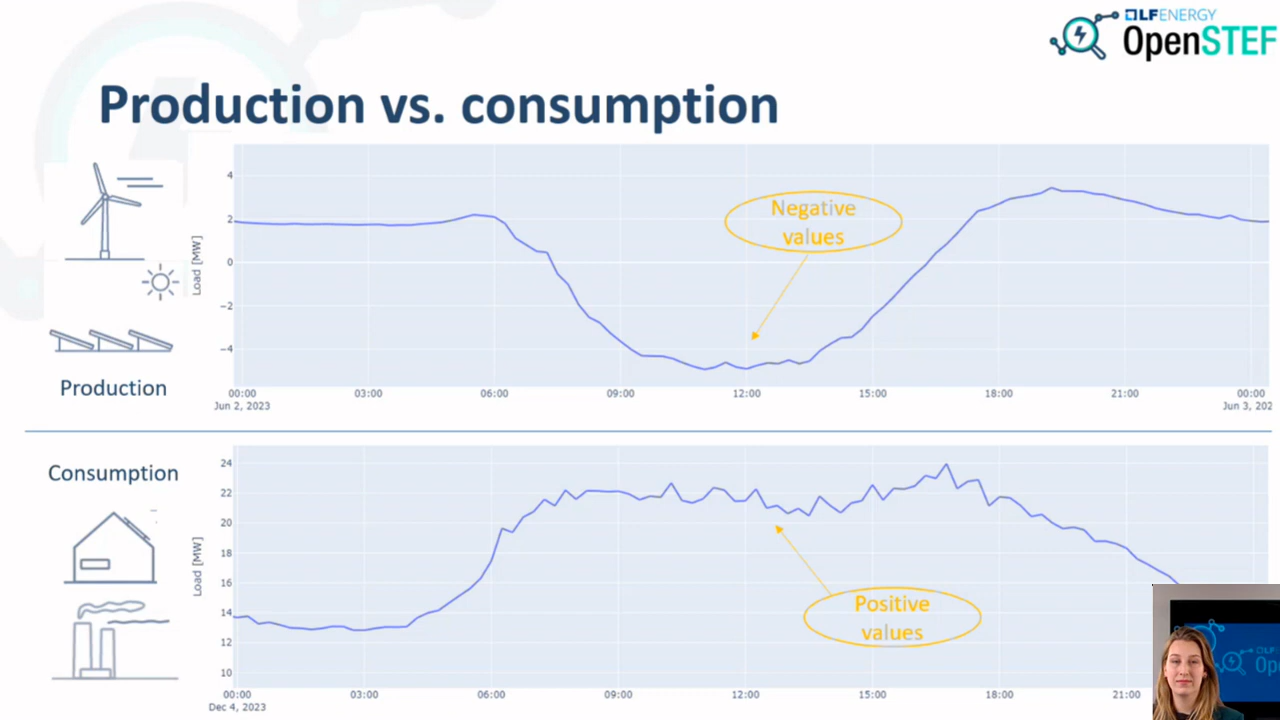 LFENERGY
OpenSTEF
Production vs. consumption
Production
Load [MW]
4
2
0
−2
−4
Negative
values
00:00
03:00
06:00
09:00
12:00
15:00
18:00
21:00
00:00
Jun 2, 2023
Jun 3, 202
Consumption
Load [MW]
24
22
20
18
16
14
12
10
Positive
values
00:00
03:00
06:00
09:00
12:00
15:00
18:00
21:00
Dec 4, 2023